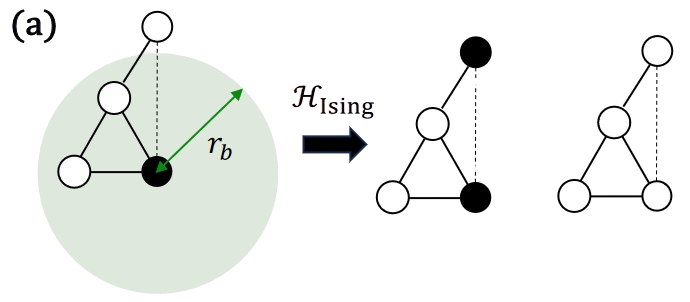 (a)
ℋ_Ising
r_b